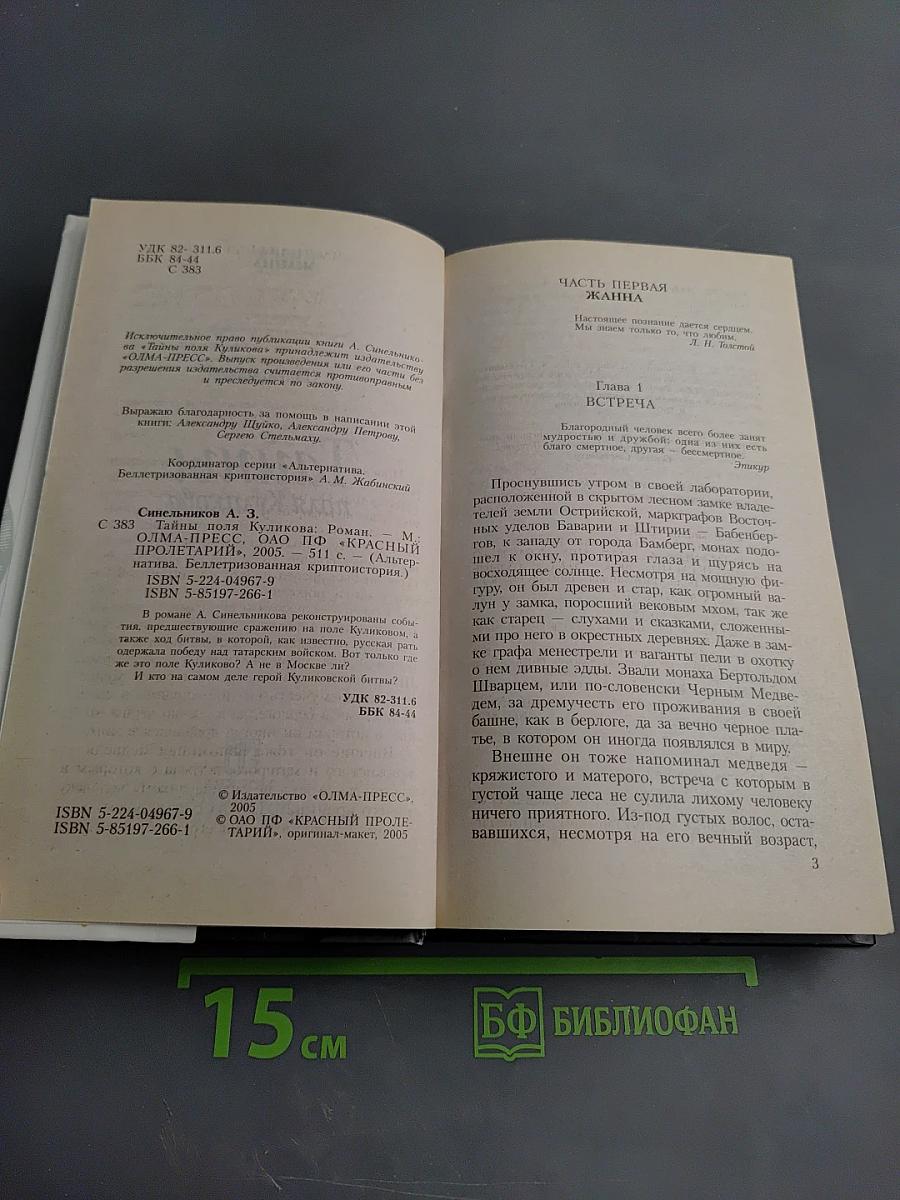 УДК 82- 311.6
ББК 84-44
С 383
Исключительное право публикации книги А. Синельнико-
ва «Тайны поля Куликова» принадлежит издательству
«ОЛМА-ПРЕСС». Выпуск произведения или его части без
разрешения издательства считается противоправным
и преследуется по закону.
Выражаю благодарность за помощь в написании этой
книги: Александру Щуйко, Александру Петрову,
Сергею Стельмаху.
Координатор серии «Альтернатива.
Беллетризованная криптоистория» А. М. Жабинский
Синельников А. З.
С 383 Тайны поля Куликова: Роман. — М.:
ОЛМА-ПРЕСС, ОАО ПФ «КРАСНЫЙ
ПРОЛЕТАРИЙ», 2005. — 511 с. — (Альтер-
натива. Беллетризованная криптоистория.)
ISBN 5-224-04967-9
ISBN 5-85197-266-1
В романе А. Синельникова реконструированы собы-
тия, предшествующие сражению на поле Куликовом, а
также ход битвы, в которой, как известно, русская рать
одержала победу над татарским войском. Вот только где
же это поле Куликово? А не в Москве ли?
И кто на самом деле герой Куликовской битвы?
УДК 82-311.6
ББК 84-44
ISBN 5-224-04967-9
ISBN 5-85197-266-1
© Издательство «ОЛМА-ПРЕСС»,
2005
© ОАО ПФ «КРАСНЫЙ ПРОЛЕ-
ТАРИЙ», оригинал-макет, 2005
ЧАСТЬ ПЕРВАЯ
ЖАННА
Настоящее познание дается сердцем.
Мы знаем только то, что любим.
Л. Н. Толстой
Глава 1
ВСТРЕЧА
Благородный человек всего более занят
мудростью и дружбой: одна из них есть
благо смертное, другая – бессмертное.
Эпикур
Проснувшись утром в своей лаборатории,
расположенной в скрытом лесном замке владе-
телей земли Острийской, маркграфов Восточ-
ных уделов Баварии и Штирии – Бабенбер-
гов, к западу от города Бамберг, монах подо-
шел к окну, протирая глаза и щурясь на
восходящее солнце. Несмотря на мощную фи-
гуру, он был древен и стар, как огромный ва-
лун у замка, поросший вековым мхом, так же
как старец – слухами и сказками, сложенны-
ми про него в окрестных деревнях. Даже в зам-
ке графа менестрели и ваганты пели в охотку
о нем дивные эдды. Звали монаха Бертольдом
Шварцем, или по-словенски Черным Медве-
дем, за дремучесть его проживания в своей
башне, как в берлоге, да за вечно черное пла-
тье, в котором он иногда появлялся в миру.
Внешне он тоже напоминал медведя –
кряжистого и матерого, встреча с которым в
густой чаще леса не сулила лихому человеку
ничего приятного. Из-под густых волос, оста-
вавшихся, несмотря на его вечный возраст,
3
15 см
БФ БИБЛИОФАН